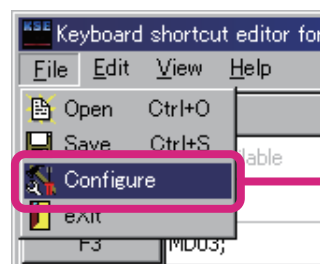 KSE Keyboard shortcut editor for
File Edit View Help
Open Ctrl+O
Save Ctrl+S
lable
Configure
eXit
F3 MD03;